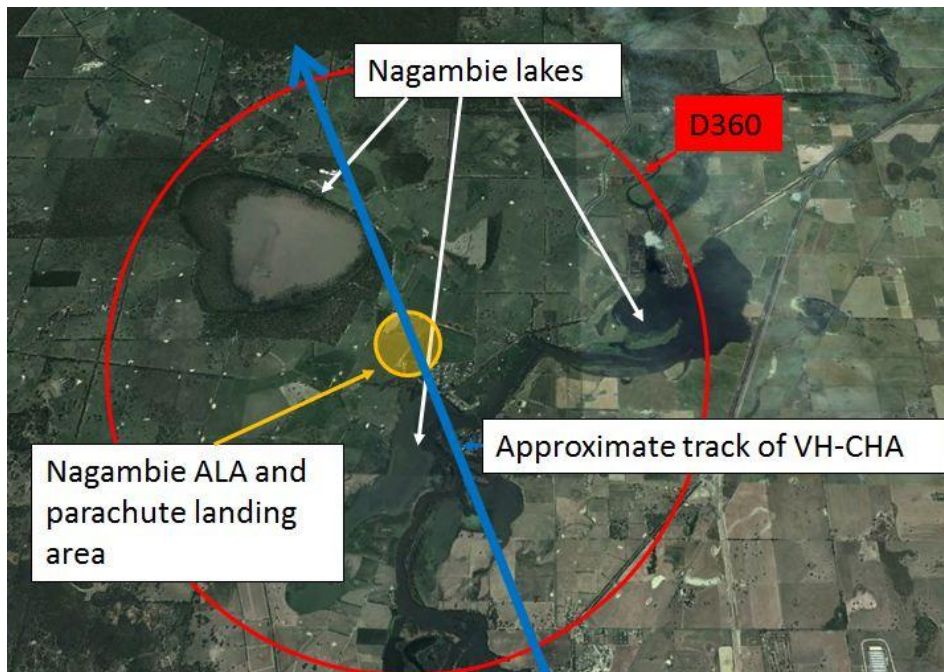 Nagambie lakes
D360
Approximate track of VH-CHA
Nagambie ALA and
parachute landing
area